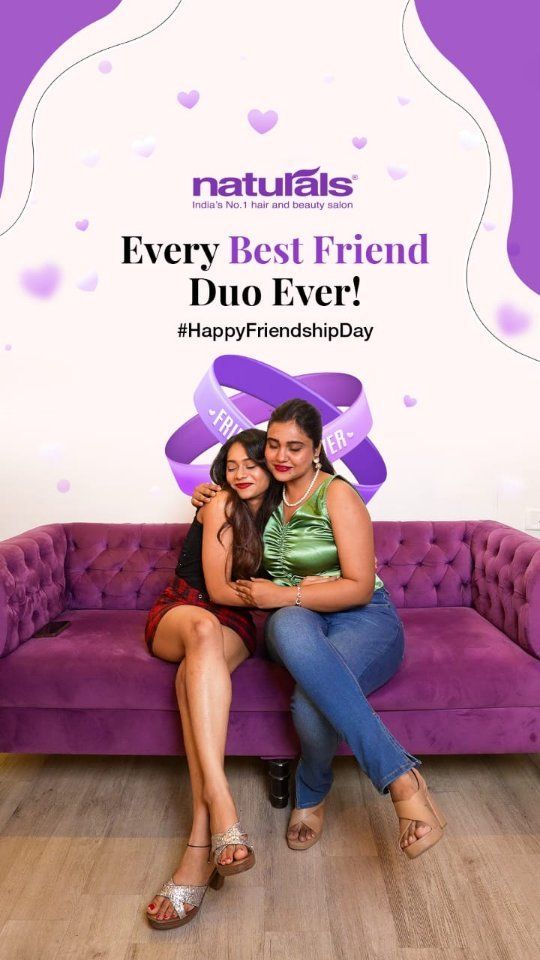 naturals®
India's No.1 hair and beauty salon
Every Best Friend
Duo Ever!
#HappyFriendshipDay